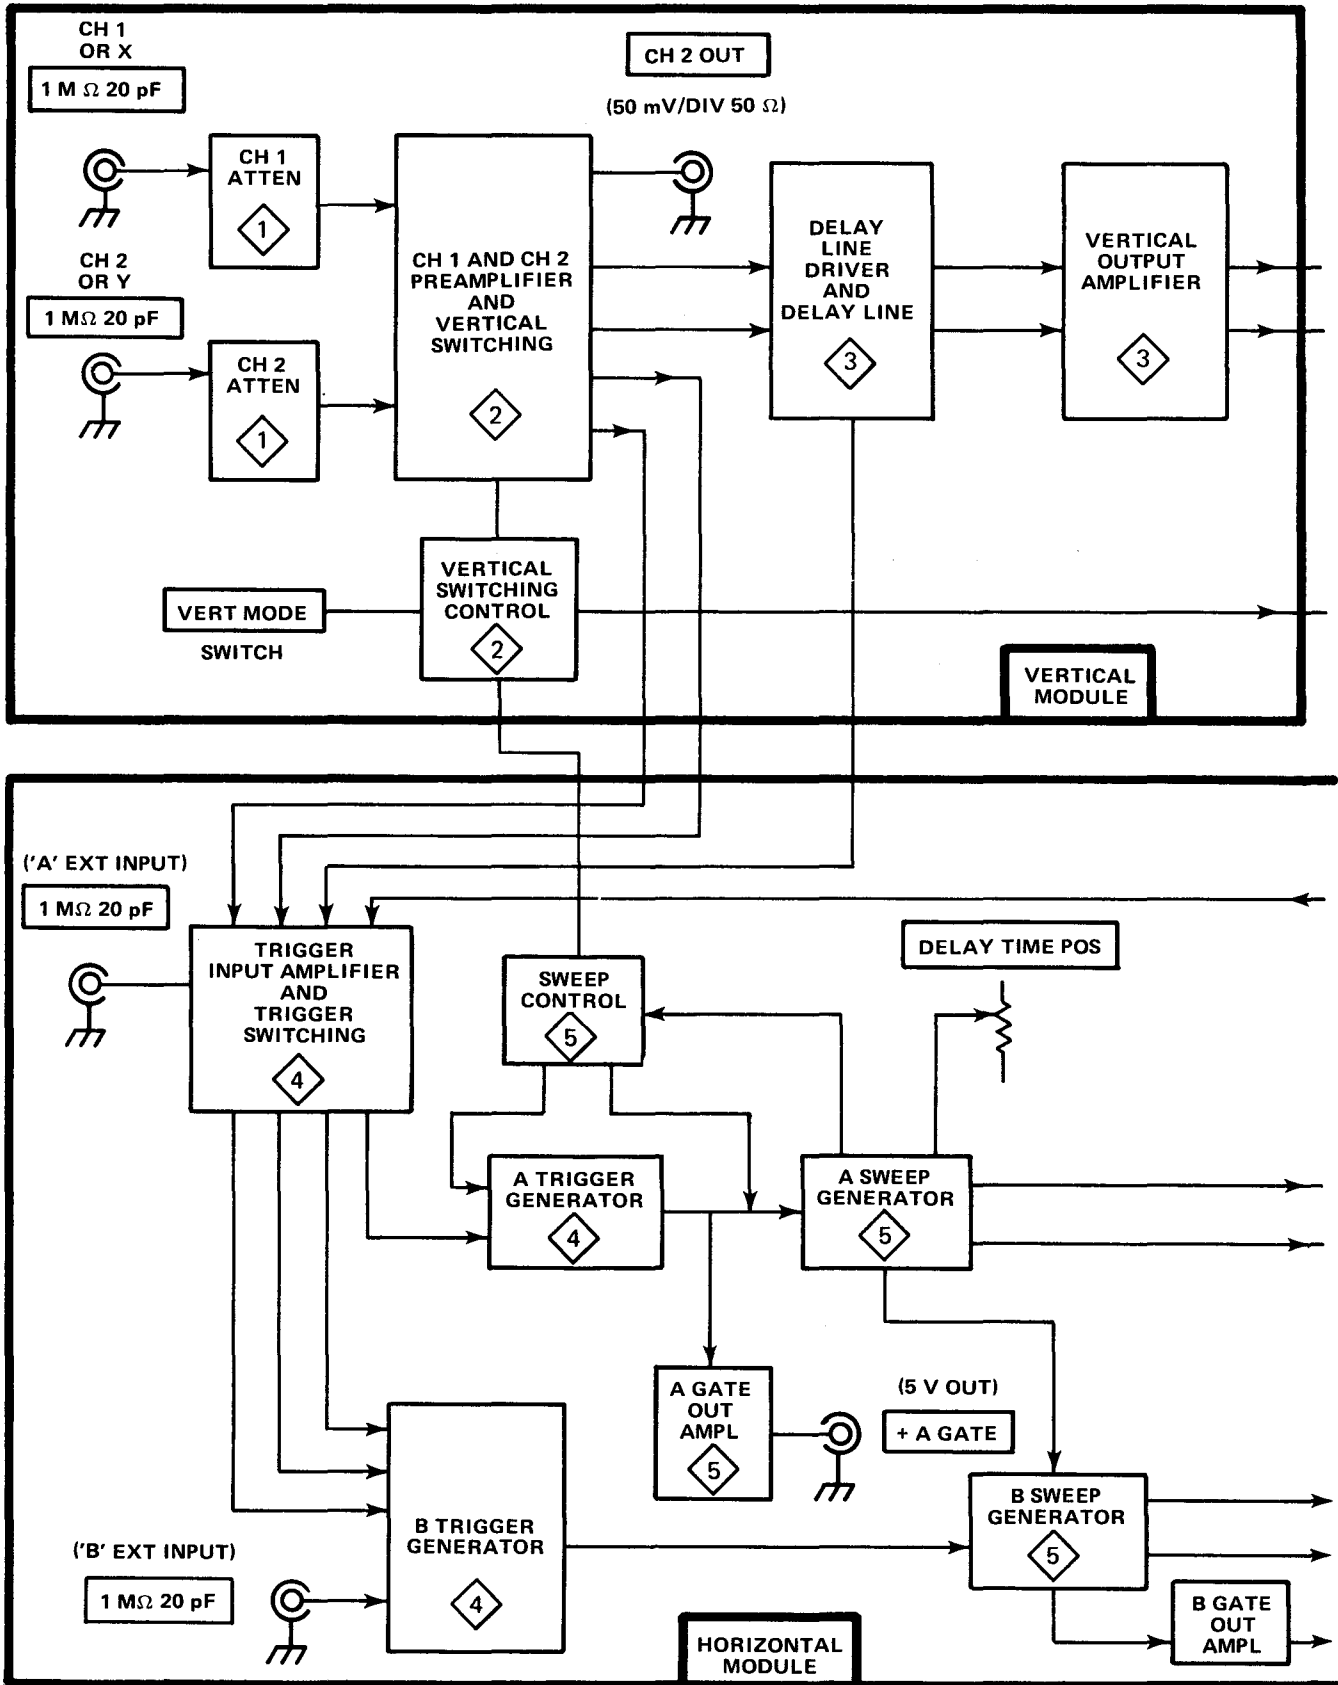 CH 1
OR X
1 M Ω 20 pF
CH 2 OUT
(50 mV/DIV 50 Ω)
CH 1
ATTEN
1
CH 2
OR Y
1 MΩ 20 pF
CH 2
ATTEN
1
CH 1 AND CH 2
PREAMPLIFIER
AND
VERTICAL
SWITCHING
2
DELAY
LINE
DRIVER
AND
DELAY LINE
3
VERTICAL
OUTPUT
AMPLIFIER
3
VERT MODE
SWITCH
VERTICAL
SWITCHING
CONTROL
2
VERTICAL
MODULE
('A' EXT INPUT)
1 MΩ 20 pF
TRIGGER
INPUT AMPLIFIER
AND
TRIGGER
SWITCHING
4
SWEEP
CONTROL
5
DELAY TIME POS
A TRIGGER
GENERATOR
4
A SWEEP
GENERATOR
5
A GATE
OUT
AMPL
5
(5 V OUT)
+ A GATE
B TRIGGER
GENERATOR
4
B SWEEP
GENERATOR
5
('B' EXT INPUT)
1 MΩ 20 pF
B GATE
OUT
AMPL
HORIZONTAL
MODULE